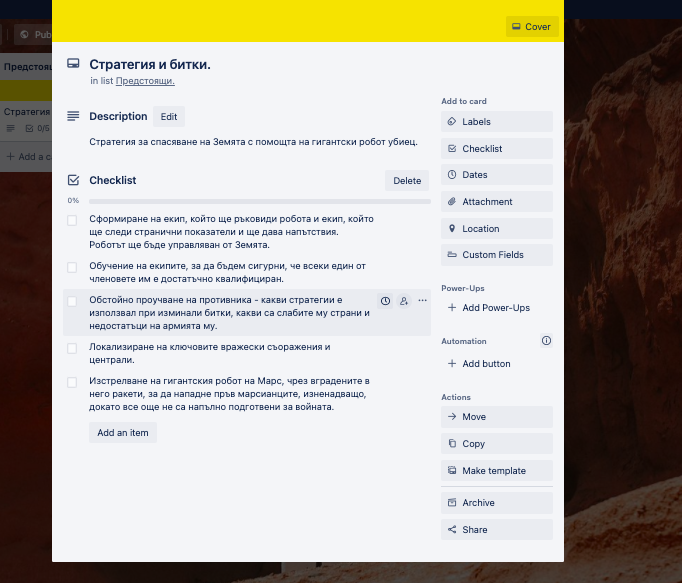 Cover
Pub
Стратегия и битки.
in list Предстоящи.
Предстоящ
Стратегия
0/5
Add a c
Description
Edit
Стратегия за спасяване на Земята с помощта на гигантски робот убиец.
Checklist
Delete
0%
Сформиране на екип, който ще ръководи робота и екип, който
ще следи странични показатели и ще дава напътствия.
Роботът ще бъде управляван от Земята.
Обучение на екипите, за да бъдем сигурни, че всеки един от
членовете им е достатъчно квалифициран.
Обстойно проучване на противника - какви стратегии е
използвал при изминали битки, какви са слабите му страни и
недостатъци на армията му.
Локализиране на ключовите вражески съоражения и
централи.
Изстрелване на гигантския робот на Марс, чрез вградените в
него ракети, за да нападне пръв марсианците, изненадващо,
докато все още не са напълно подготвени за войната.
Add an item
Add to card
Labels
Checklist
Dates
Attachment
Location
Custom Fields
Power-Ups
Add Power-Ups
Automation
Add button
Actions
Move
Copy
Make template
Archive
Share